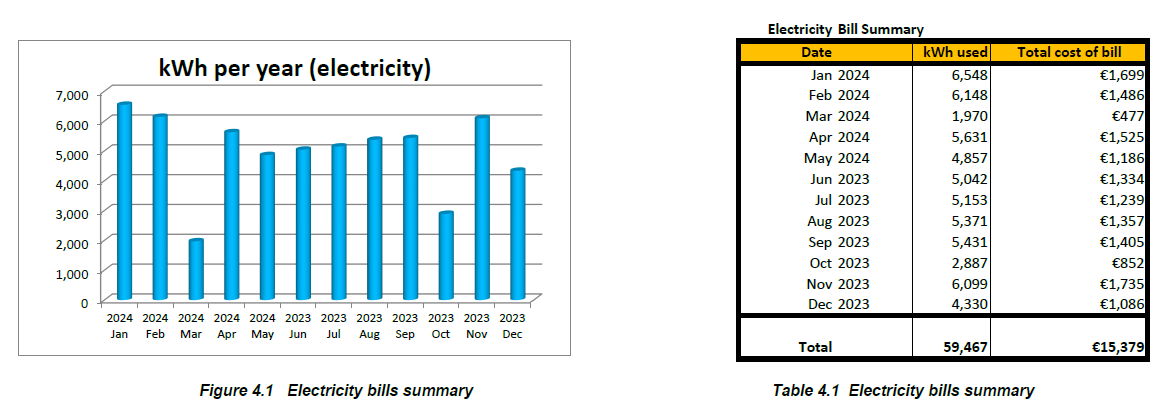 kWh per year (electricity)
7,000
6,000
5,000
4,000
3,000
2,000
1,000
0
2024 2024 2024 2024 2024 2023 2023 2023 2023 2023 2023 2023
Jan Feb Mar Apr May Jun Jul Aug Sep Oct Nov Dec
Figure 4.1 Electricity bills summary
Electricity Bill Summary
Date kWh used Total cost of bill
Jan 2024 6,548 €1,699
Feb 2024 6,148 €1,486
Mar 2024 1,970 €477
Apr 2024 5,631 €1,525
May 2024 4,857 €1,186
Jun 2023 5,042 €1,334
Jul 2023 5,153 €1,239
Aug 2023 5,371 €1,357
Sep 2023 5,431 €1,405
Oct 2023 2,887 €852
Nov 2023 6,099 €1,735
Dec 2023 4,330 €1,086
Total 59,467 €15,379
Table 4.1 Electricity bills summary